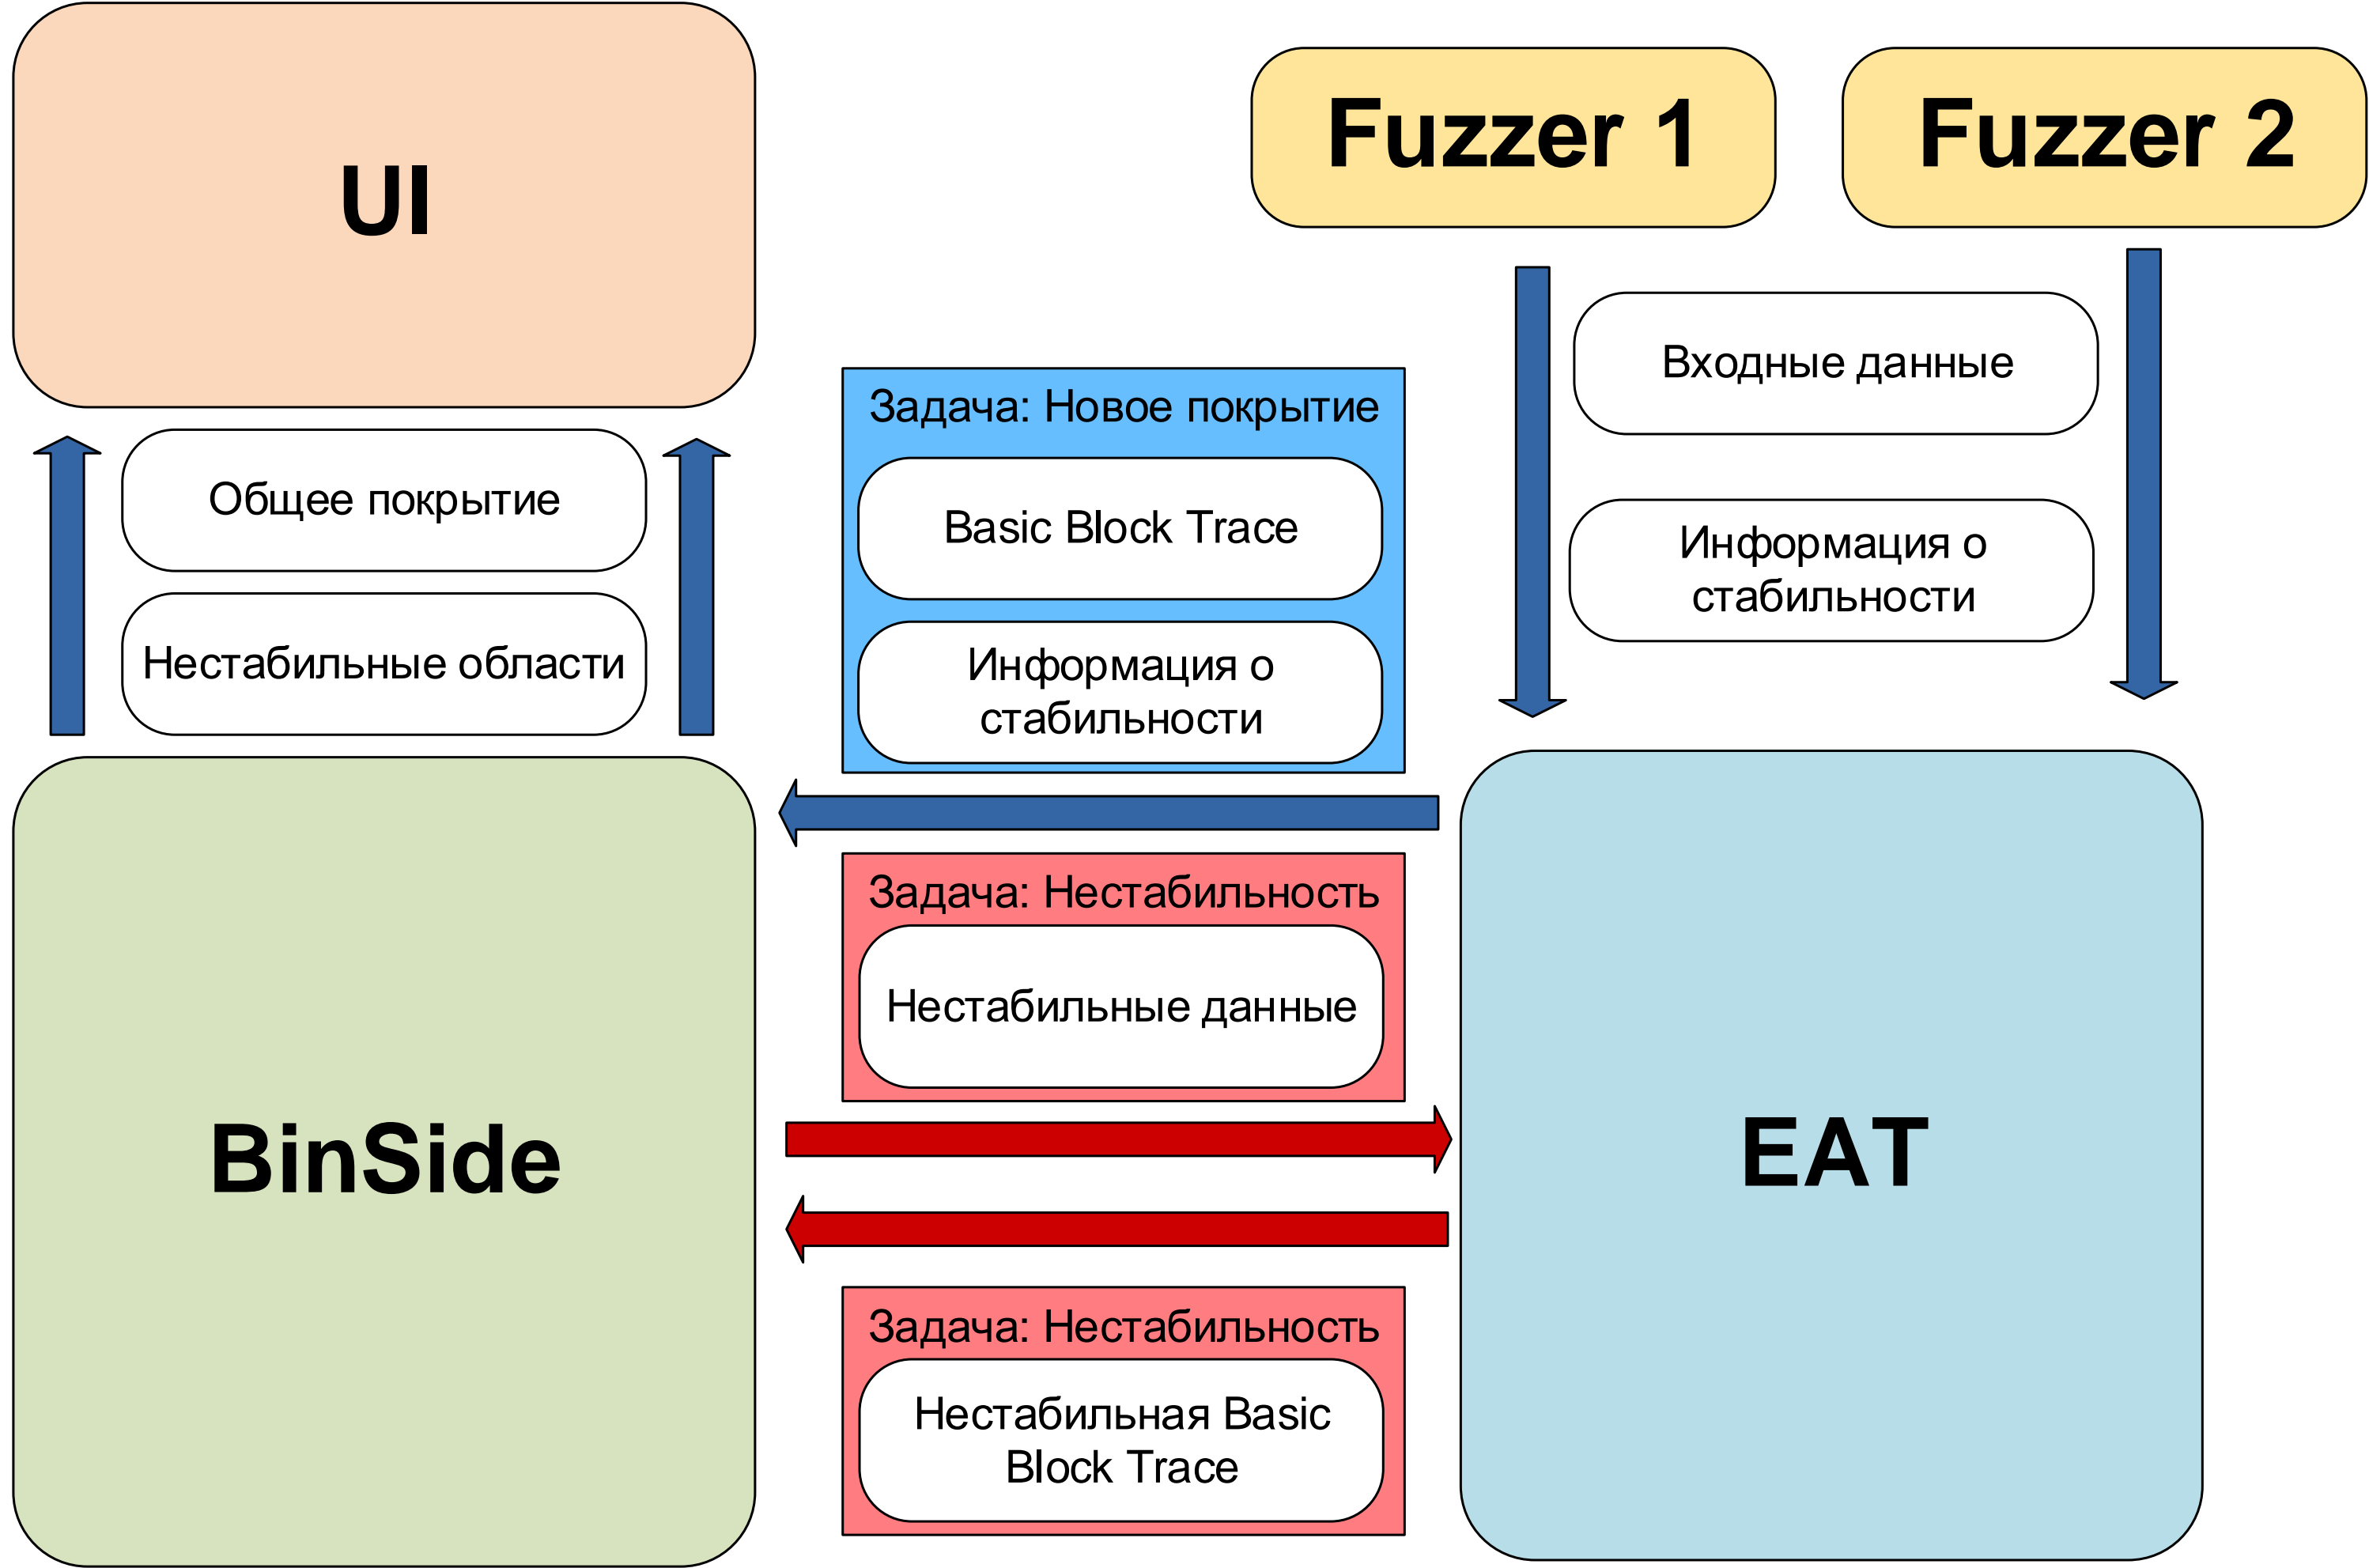 UI
Fuzzer 1
Fuzzer 2
Входные данные
Информация о
стабильности
Общее покрытие
Нестабильные области
Задача: Новое покрытие
Basic Block Trace
Информация о
стабильности
Задача: Нестабильность
Нестабильные данные
BinSide
EAT
Задача: Нестабильность
Нестабильная Basic
Block Trace